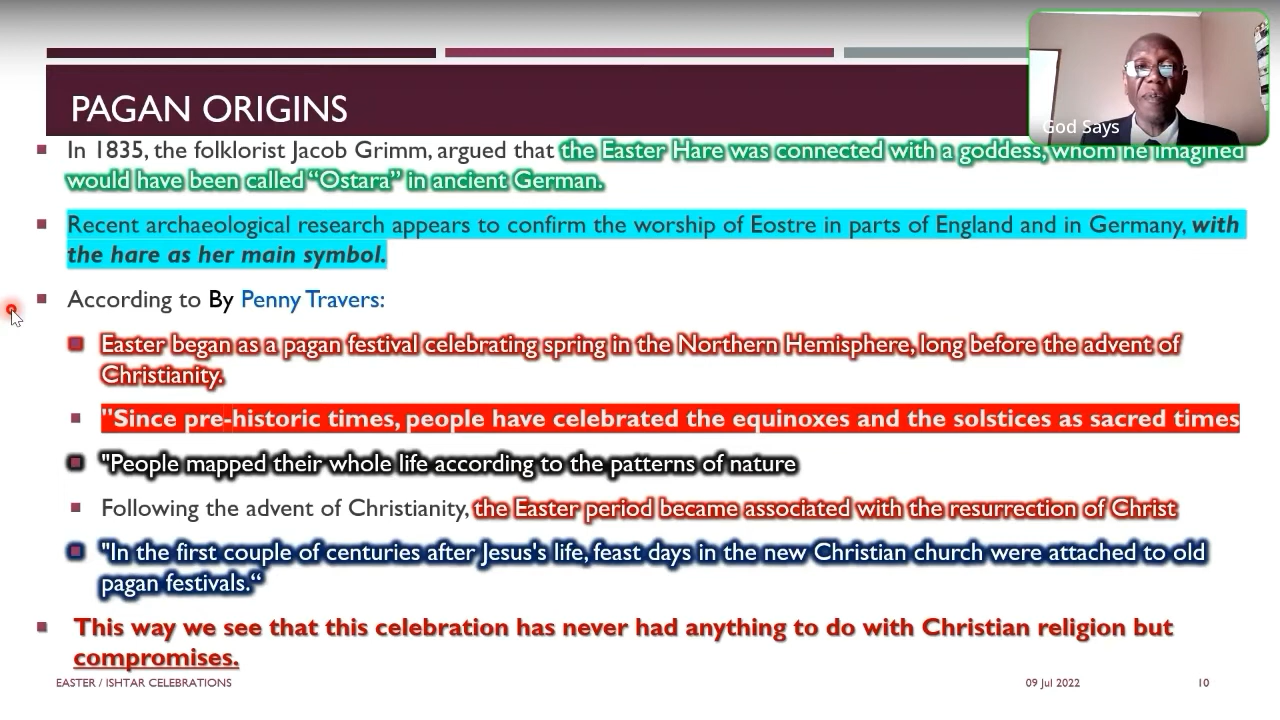 God Says
PAGAN ORIGINS
In 1835, the folklorist Jacob Grimm, argued that the Easter Hare was connected with a goddess, whom he imagined
would have been called “Ostara” in ancient German.
Recent archaeological research appears to confirm the worship of Eostre in parts of England and in Germany, with
the hare as her main symbol.
According to By Penny Travers:
Easter began as a pagan festival celebrating spring in the Northern Hemisphere, long before the advent of
Christianity.
"Since pre-historic times, people have celebrated the equinoxes and the solstices as sacred times
"People mapped their whole life according to the patterns of nature
Following the advent of Christianity, the Easter period became associated with the resurrection of Christ
"In the first couple of centuries after Jesus's life, feast days in the new Christian church were attached to old
pagan festivals.“
This way we see that this celebration has never had anything to do with Christian religion but
compromises.
EASTER / ISHTAR CELEBRATIONS
09 Jul 2022
10